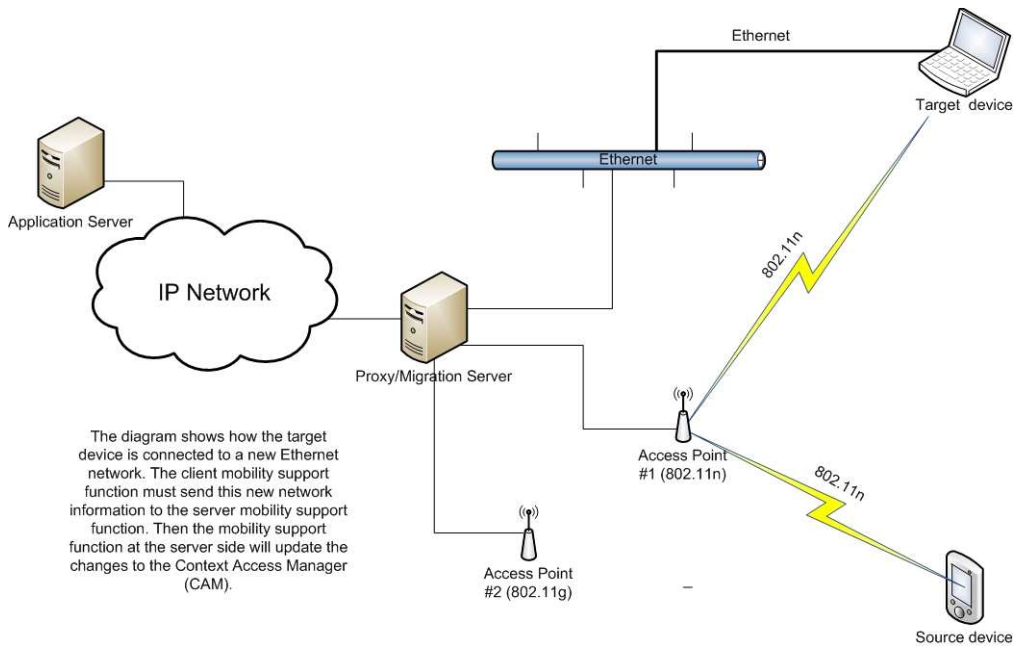 Ethernet
Target device
Ethernet
Application Server
802.11n
IP Network
Proxy/Migration Server
The diagram shows how the target
device is connected to a new Ethernet
network. The client mobility support
function must send this new network
information to the server mobility support
function. Then the mobility support
function at the server side will update the
changes to the Context Access Manager
(CAM).
Access Point
#1 (802.11n)
802.11n
Access Point
#2 (802.11g)
Source device